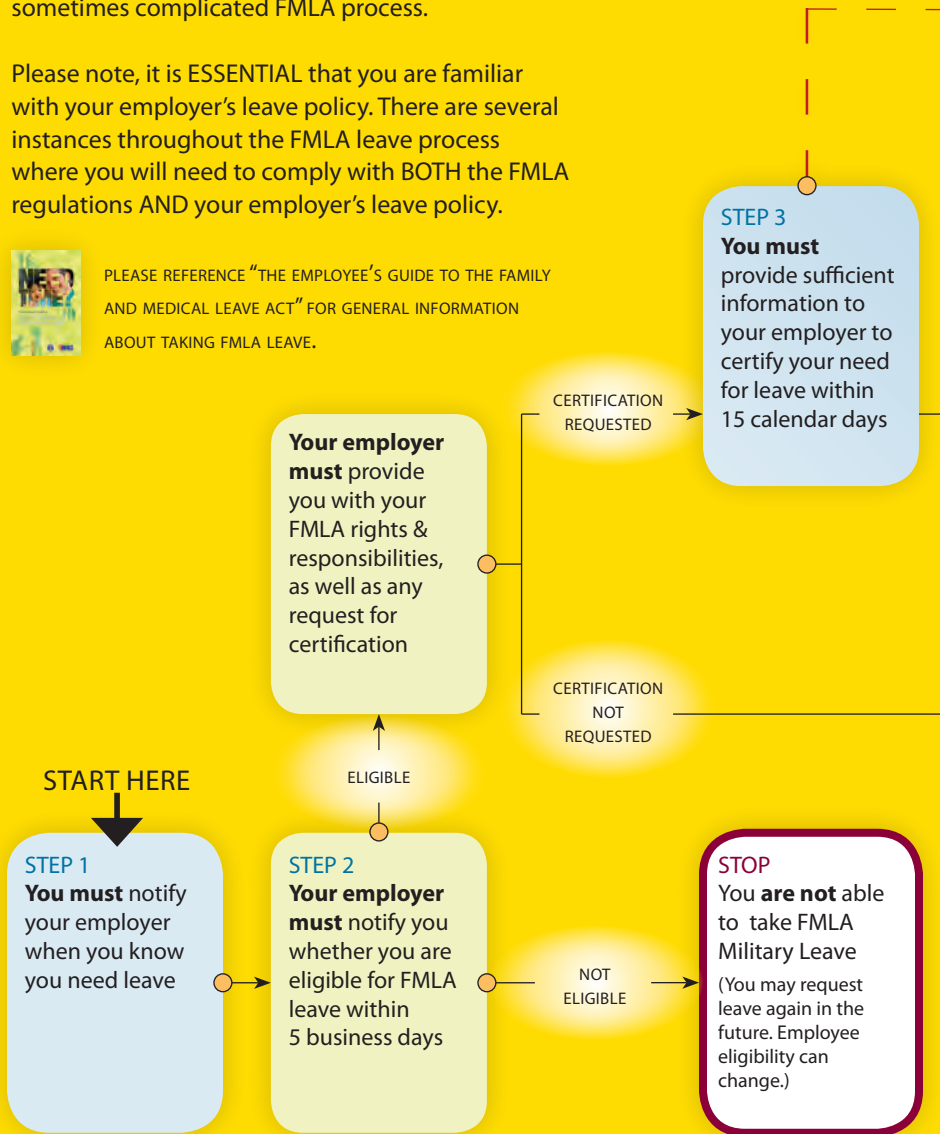 sometimes complicated FMLA process.
Please note, it is ESSENTIAL that you are familiar
with your employer’s leave policy. There are several
instances throughout the FMLA leave process
where you will need to comply with BOTH the FMLA
regulations AND your employer’s leave policy.
NEED
TIME?
PLEASE REFERENCE “THE EMPLOYEE’S GUIDE TO THE FAMILY
AND MEDICAL LEAVE ACT” FOR GENERAL INFORMATION
ABOUT TAKING FMLA LEAVE.
START HERE
STEP 1
You must notify
your employer
when you know
you need leave
STEP 2
Your employer
must notify you
whether you are
eligible for FMLA
leave within
5 business days
NOT
ELIGIBLE
STOP
You are not able
to take FMLA
Military Leave
(You may request
leave again in the
future. Employee
eligibility can
change.)
ELIGIBLE
Your employer
must provide
you with your
FMLA rights &
responsibilities,
as well as any
request for
certification
CERTIFICATION
REQUESTED
CERTIFICATION
NOT
REQUESTED
STEP 3
You must
provide sufficient
information to
your employer to
certify your need
for leave within
15 calendar days